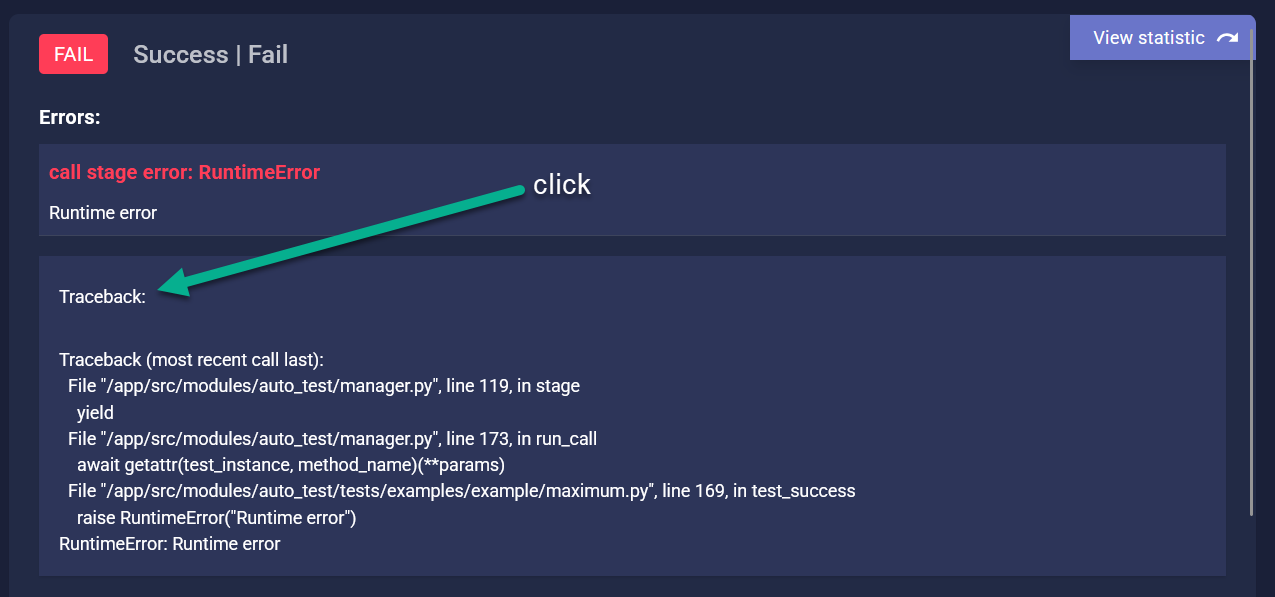 FAIL Success | Fail View statistic
Errors:
call stage error: RuntimeError
click
Runtime error
Traceback:
Traceback (most recent call last):
File "/app/src/modules/auto_test/manager.py", line 119, in stage
yield
File "/app/src/modules/auto_test/manager.py", line 173, in run_call
await getattr(test_instance, method_name)(**params)
File "/app/src/modules/auto_test/tests/examples/example/maximum.py", line 169, in test_success
raise RuntimeError("Runtime error")
RuntimeError: Runtime error